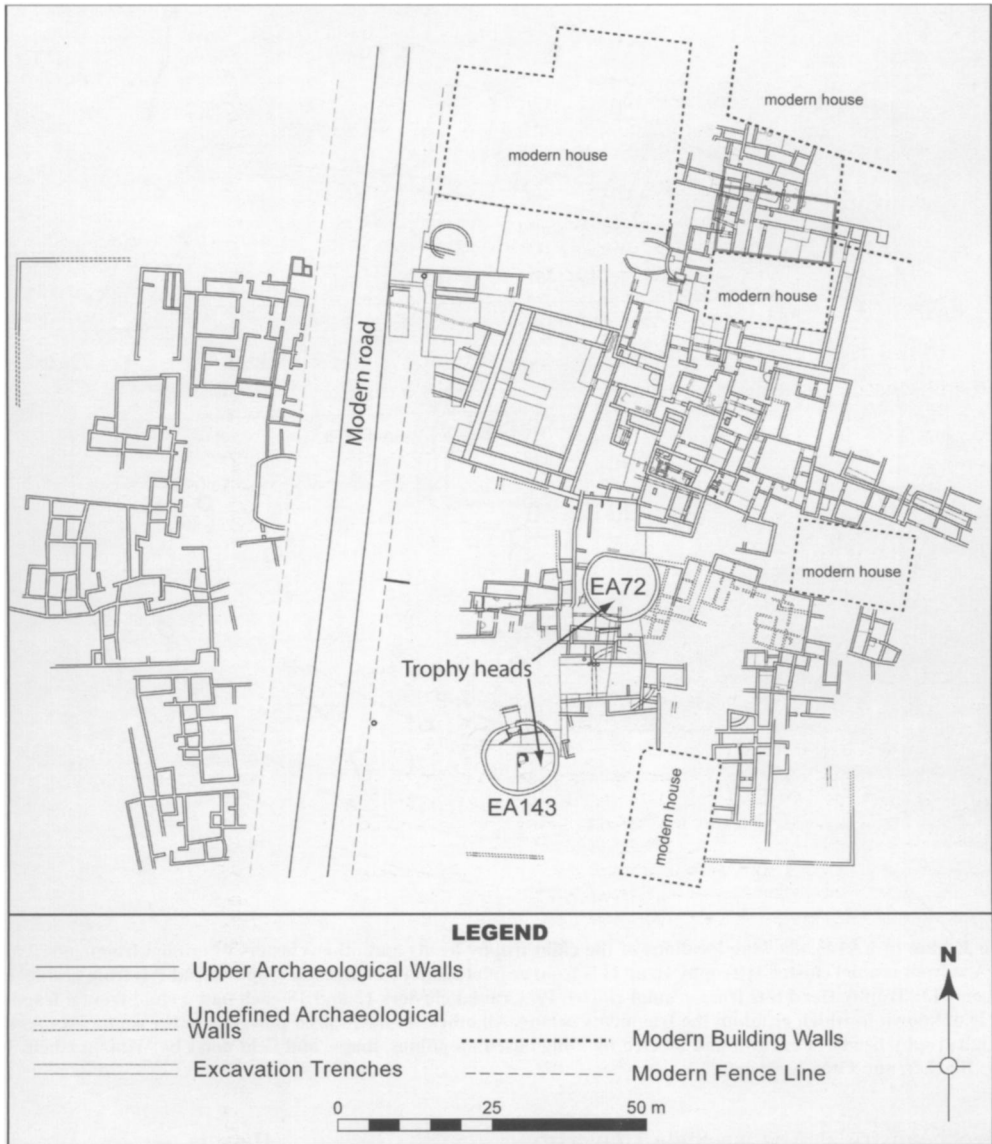 modern house
modern house
modern house
Modern road
modern house
EA72
Trophy heads
modern house
EA143
LEGEND
Upper Archaeological Walls
Undefined Archaeological
Walls
Excavation Trenches
Modern Building Walls
Modern Fence Line
N
0 25 50 m